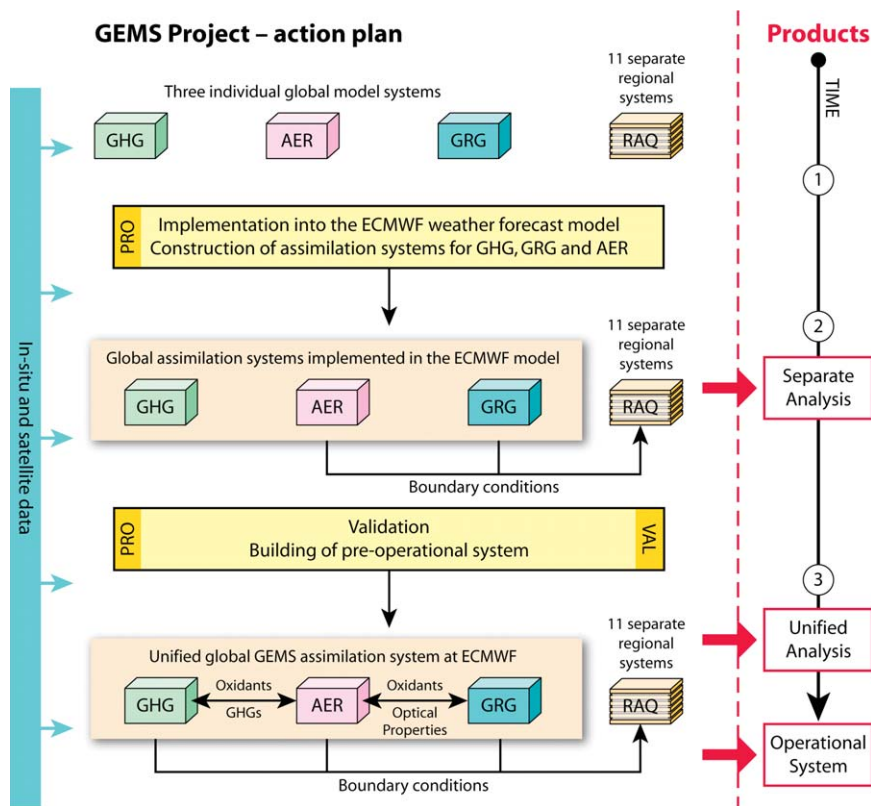 GEMS Project – action plan
Products
Three individual global model systems
11 separate
regional
systems
TIME
GHG
AER
GRG
RAQ
1
PRO
Implementation into the ECMWF weather forecast model
Construction of assimilation systems for GHG, GRG and AER
In-situ and satellite data
2
11 separate
regional
systems
Global assimilation systems implemented in the ECMWF model
GHG
AER
GRG
RAQ
Separate
Analysis
Boundary conditions
PRO
Validation
Building of pre-operational system
VAL
3
11 separate
regional
systems
Unified global GEMS assimilation system at ECMWF
Unified
Analysis
GHG
Oxidants
GHGs
AER
Oxidants
Optical
Properties
GRG
RAQ
Operational
System
Boundary conditions